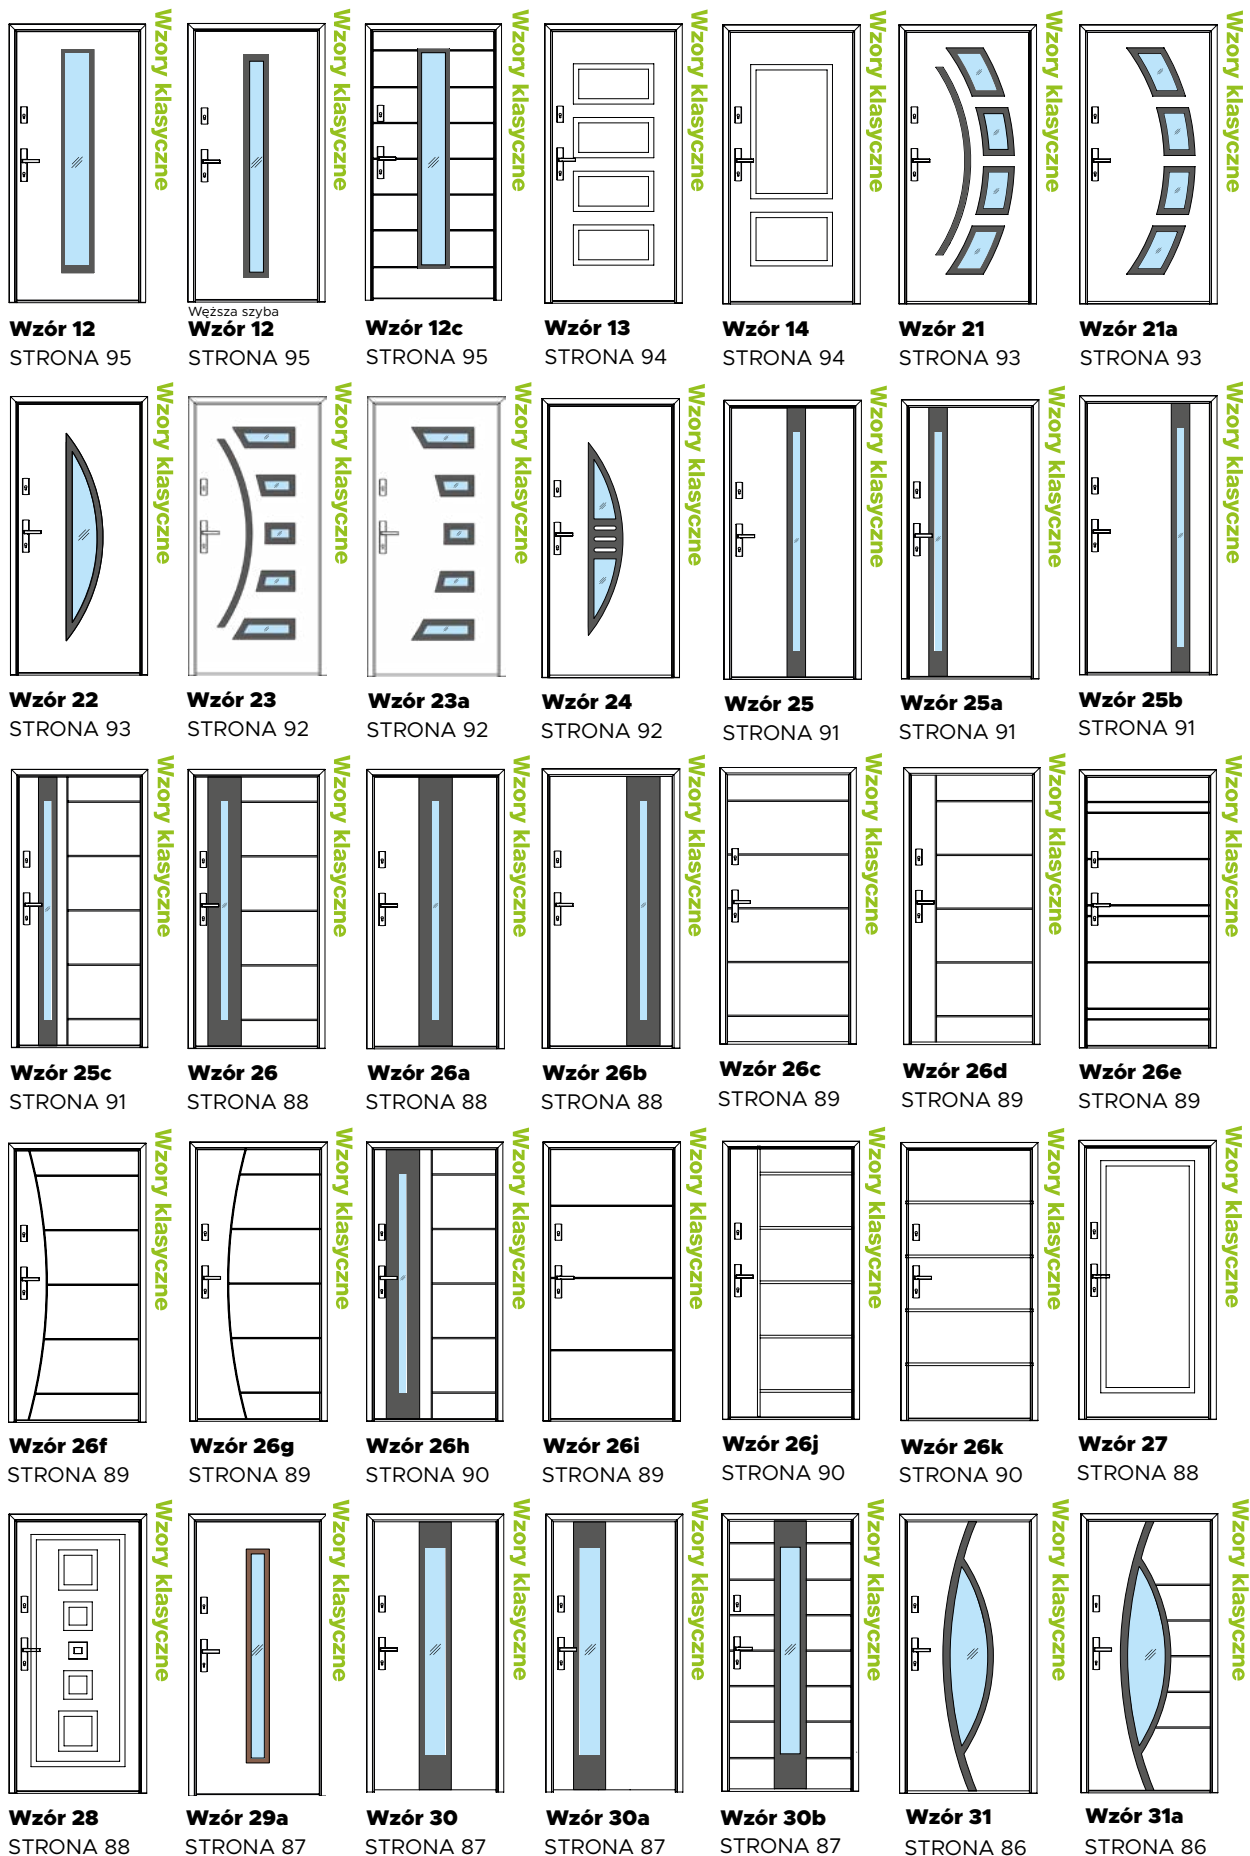 Wzory klasyczne
Wzory klasyczne
Wzory klasyczne
Wzory klasyczne
Wzory klasyczne
Wzory klasyczne
Wzory klasyczne
Węższa szyba
Wzór 12
STRONA 95
Wzór 12
STRONA 95
Wzór 12c
STRONA 95
Wzór 13
STRONA 94
Wzór 14
STRONA 94
Wzór 21
STRONA 93
Wzór 21a
STRONA 93
Wzory klasyczne
Wzory klasyczne
Wzory klasyczne
Wzory klasyczne
Wzory klasyczne
Wzory klasyczne
Wzory klasyczne
Wzór 22
STRONA 93
Wzór 23
STRONA 92
Wzór 23a
STRONA 92
Wzór 24
STRONA 92
Wzór 25
STRONA 91
Wzór 25a
STRONA 91
Wzór 25b
STRONA 91
Wzory klasyczne
Wzory klasyczne
Wzory klasyczne
Wzory klasyczne
Wzory klasyczne
Wzory klasyczne
Wzory klasyczne
Wzór 25c
STRONA 91
Wzór 26
STRONA 88
Wzór 26a
STRONA 88
Wzór 26b
STRONA 88
Wzór 26c
STRONA 89
Wzór 26d
STRONA 89
Wzór 26e
STRONA 89
Wzory klasyczne
Wzory klasyczne
Wzory klasyczne
Wzory klasyczne
Wzory klasyczne
Wzory klasyczne
Wzory klasyczne
Wzór 26f
STRONA 89
Wzór 26g
STRONA 89
Wzór 26h
STRONA 90
Wzór 26i
STRONA 89
Wzór 26j
STRONA 90
Wzór 26k
STRONA 90
Wzór 27
STRONA 88
Wzory klasyczne
Wzory klasyczne
Wzory klasyczne
Wzory klasyczne
Wzory klasyczne
Wzory klasyczne
Wzory klasyczne
Wzór 28
STRONA 88
Wzór 29a
STRONA 87
Wzór 30
STRONA 87
Wzór 30a
STRONA 87
Wzór 30b
STRONA 87
Wzór 31
STRONA 86
Wzór 31a
STRONA 86